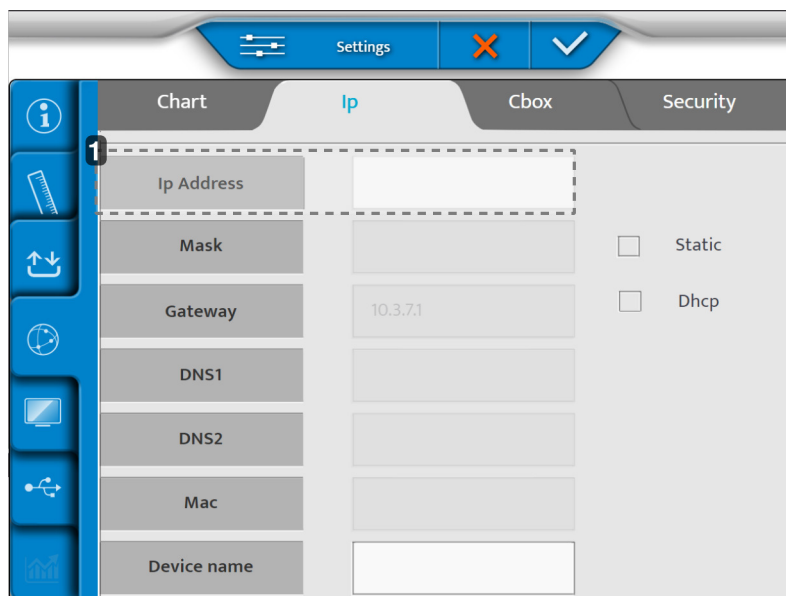 Settings
Chart Ip Cbox Security
1
Ip Address
Mask Static
Gateway 10.3.7.1 Dhcp
DNS1
DNS2
Mac
Device name